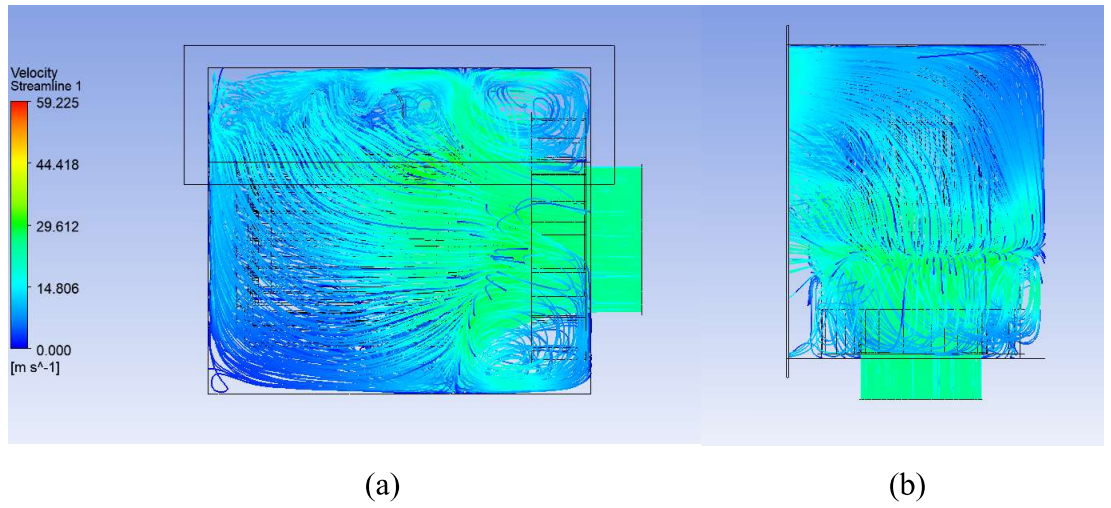 Velocity
Streamline 1
59.225
44.418
29.612
14.806
0.000
[m s^-1]
(a)
(b)